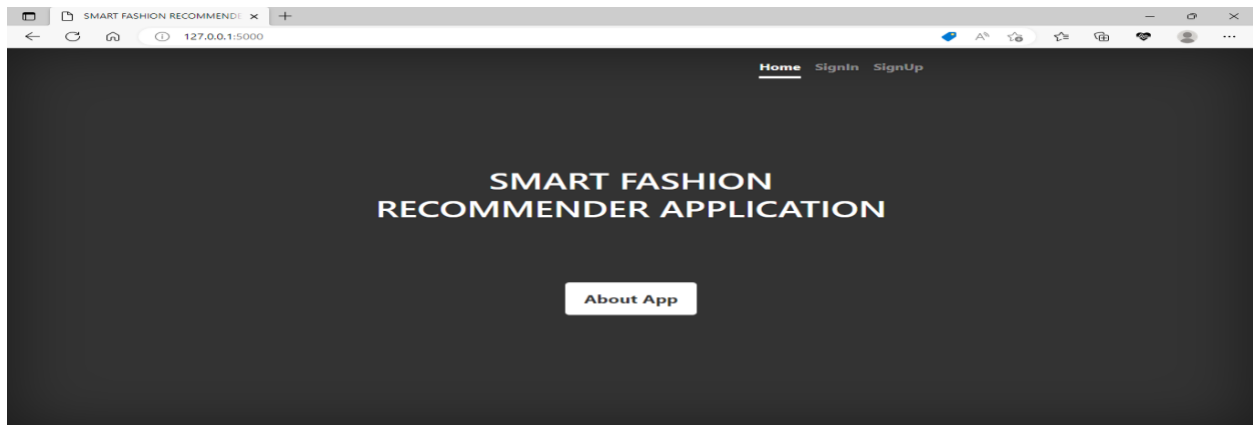 SMART FASHION RECOMMENDE
127.0.0.1:5000
Home SignIn SignUp
SMART FASHION
RECOMMENDER APPLICATION
About App